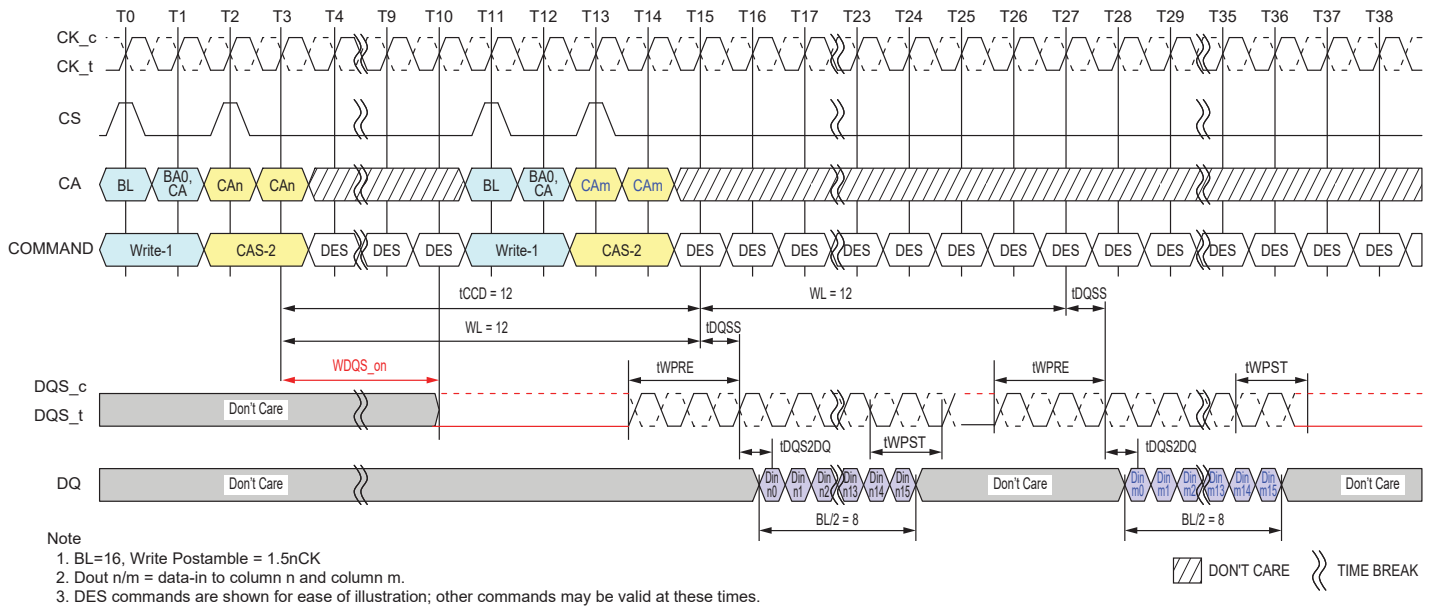 T0 T1 T2 T3 T4 T9 T10 T11 T12 T13 T14 T15 T16 T17 T22 T23 T24 T25 T26 T27 T28 T29 T35 T36 T37 T38
CK_c
CK_t
CS
CA BL BA0, CA CAn CAn BL BA0, CA CAm CAm
COMMAND Write-1 CAS-2 DES DES DES Write-1 CAS-2 DES DES DES DES DES DES DES DES DES DES DES DES DES DES DES
tCCD = 12 WL = 12 tDQSS
WL = 12 tDQSS
WDQS_on tWPRE tWPRE tWPST
DQS_c
DQS_t Don't Care
tDQS2DQ tWPST tDQS2DQ
DQ Don't Care Din n0 Din n1 Din n2 Din n13 Din n14 Din n15 Don't Care Din m0 Din m1 Din m2 Din m13 Din m14 Din m15 Don't Care
BL/2 = 8 BL/2 = 8
Note
1. BL=16, Write Postamble = 1.5nCK
2. Dout n/m = data-in to column n and column m.
3. DES commands are shown for ease of illustration; other commands may be valid at these times.
DON'T CARE TIME BREAK